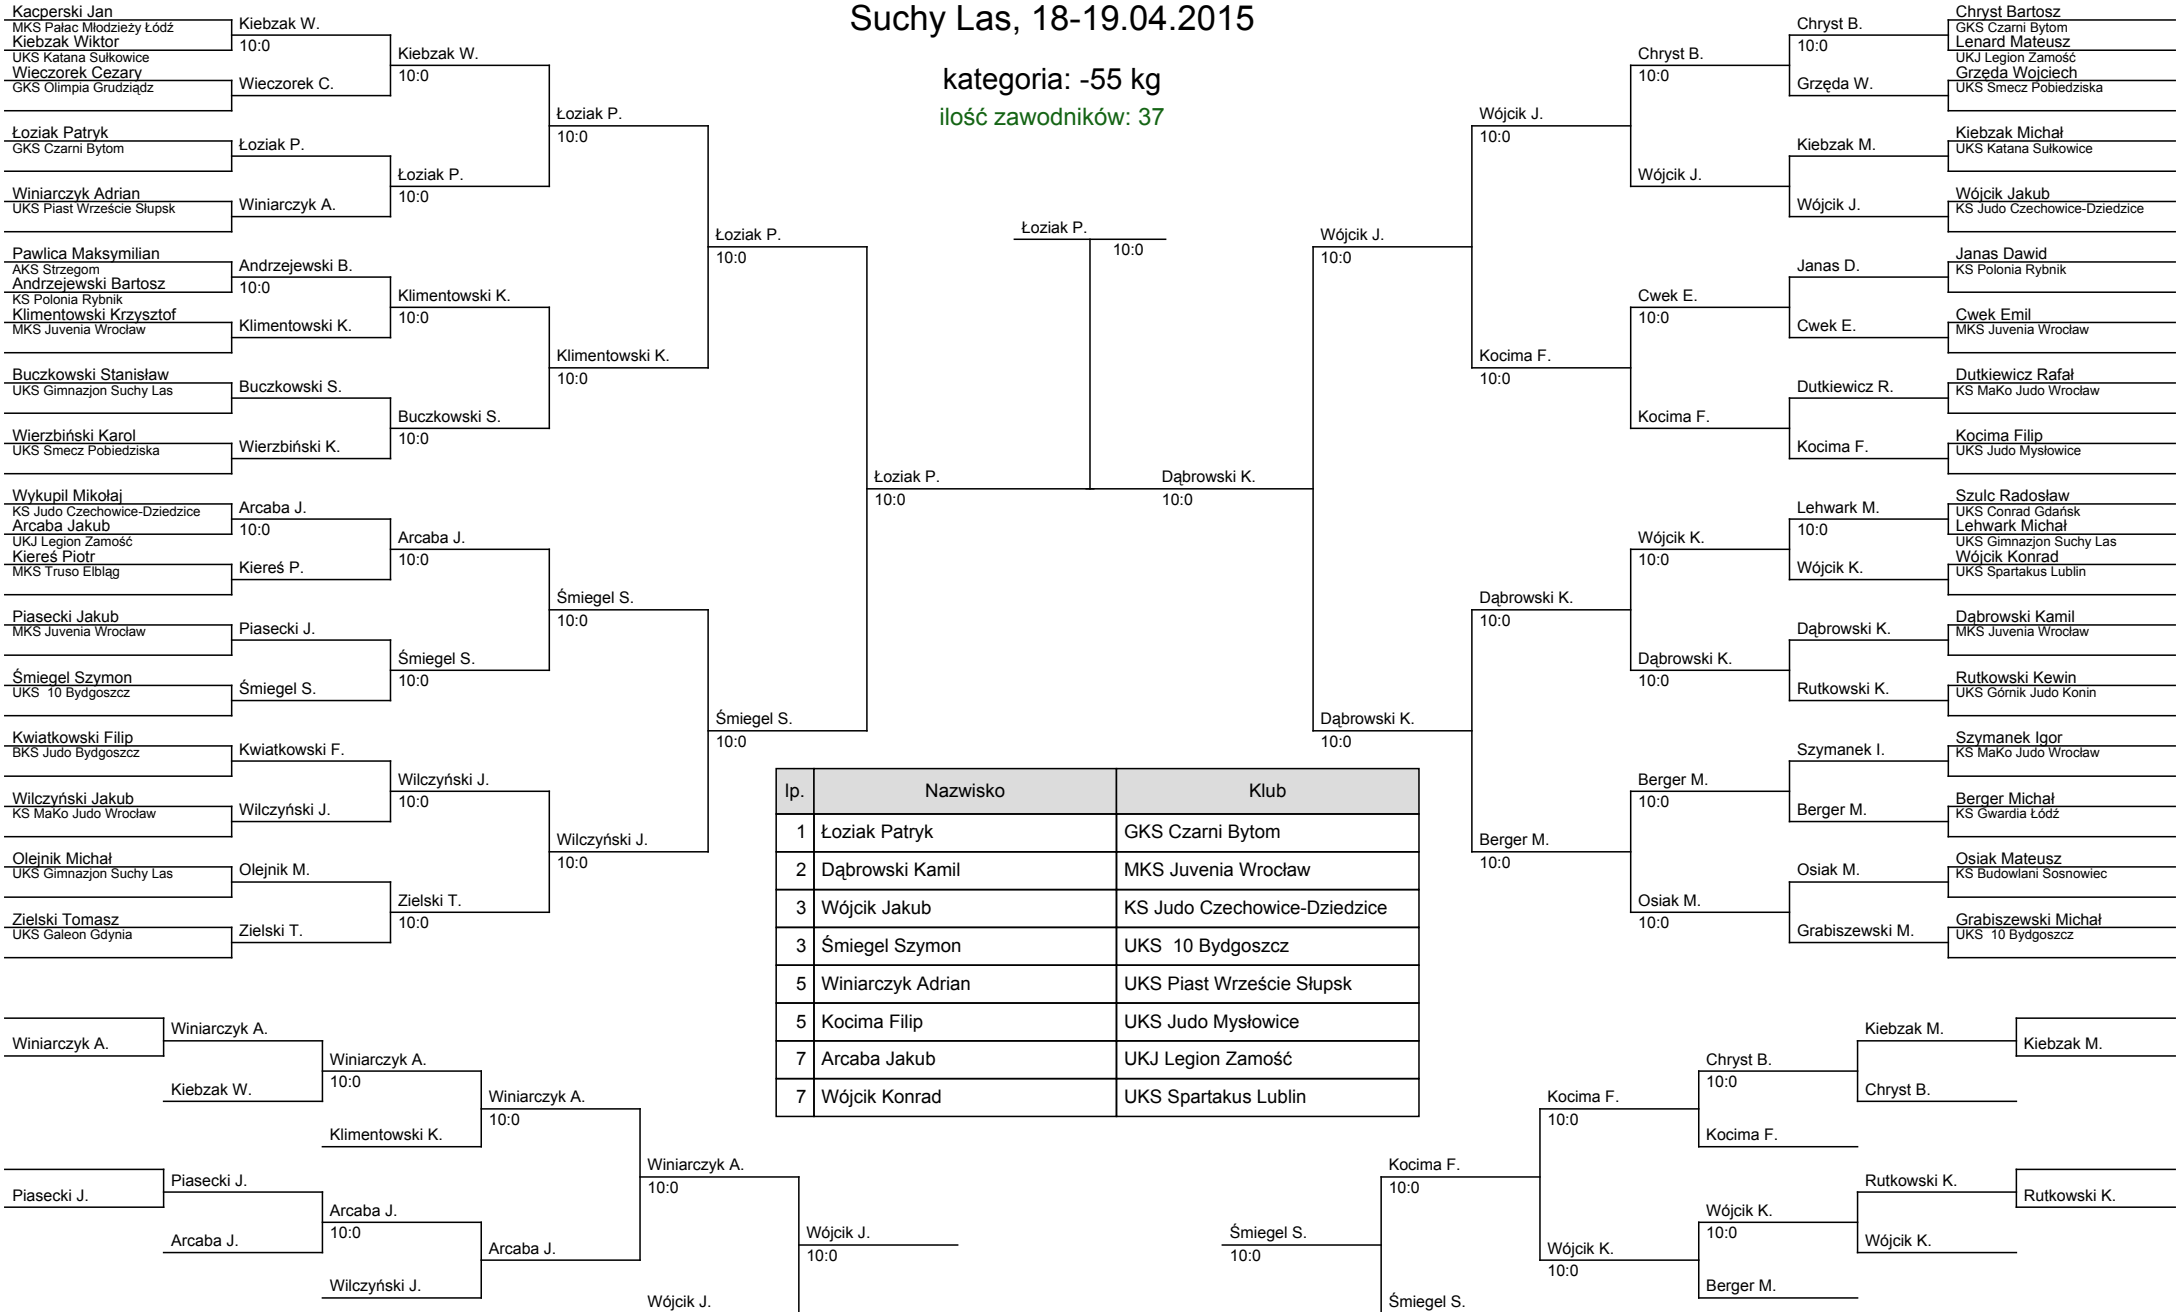 Suchy Las, 18-19.04.2015
kategoria: -55 kg
ilość zawodników: 37
Kacperski Jan
MKS Pałac Młodzieży Łódź
Kiebzak Wiktor
UKS Katana Sułkowice
Wieczorek Cezary
GKS Olimpia Grudziądz
Łoziak Patryk
GKS Czarni Bytom
Winiarczyk Adrian
UKS Piast Wrzeście Słupsk
Pawlica Maksymilian
AKS Strzegom
Andrzejewski Bartosz
KS Polonia Rybnik
Klimentowski Krzysztof
MKS Juvenia Wrocław
Buczkowski Stanisław
UKS Gimnazjon Suchy Las
Wierzbiński Karol
UKS Smecz Pobiedziska
Wykupil Mikołaj
KS Judo Czechowice-Dziedzice
Arcaba Jakub
UKJ Legion Zamość
Kiereś Piotr
MKS Truso Elbląg
Piasecki Jakub
MKS Juvenia Wrocław
Śmiegel Szymon
UKS  10 Bydgoszcz
Kwiatkowski Filip
BKS Judo Bydgoszcz
Wilczyński Jakub
KS MaKo Judo Wrocław
Olejnik Michał
UKS Gimnazjon Suchy Las
Zielski Tomasz
UKS Galeon Gdynia
Kiebzak W.
10:0
Wieczorek C.
Łoziak P.
Winiarczyk A.
Andrzejewski B.
10:0
Klimentowski K.
Buczkowski S.
Wierzbiński K.
Arcaba J.
10:0
Kiereś P.
Piasecki J.
Śmiegel S.
Kwiatkowski F.
Wilczyński J.
Olejnik M.
Zielski T.
Kiebzak W.
10:0
Łoziak P.
10:0
Klimentowski K.
10:0
Buczkowski S.
10:0
Arcaba J.
10:0
Śmiegel S.
10:0
Wilczyński J.
10:0
Zielski T.
10:0
Łoziak P.
10:0
Klimentowski K.
10:0
Śmiegel S.
10:0
Wilczyński J.
10:0
Łoziak P.
10:0
Śmiegel S.
10:0
Łoziak P.
10:0
Łoziak P.
10:0
Dąbrowski K.
10:0
Wójcik J.
10:0
Dąbrowski K.
10:0
Wójcik J.
10:0
Kocima F.
10:0
Dąbrowski K.
10:0
Berger M.
10:0
Chryst B.
10:0
Wójcik J.
Cwek E.
10:0
Kocima F.
Wójcik K.
10:0
Dąbrowski K.
10:0
Berger M.
10:0
Osiak M.
10:0
Chryst B.
10:0
Grzęda W.
Kiebzak M.
Wójcik J.
Janas D.
Cwek E.
Dutkiewicz R.
Kocima F.
Lehwark M.
10:0
Wójcik K.
Dąbrowski K.
Rutkowski K.
Szymanek I.
Berger M.
Osiak M.
Grabiszewski M.
Chryst Bartosz
GKS Czarni Bytom
Lenard Mateusz
UKJ Legion Zamość
Grzęda Wojciech
UKS Smecz Pobiedziska
Kiebzak Michał
UKS Katana Sułkowice
Wójcik Jakub
KS Judo Czechowice-Dziedzice
Janas Dawid
KS Polonia Rybnik
Cwek Emil
MKS Juvenia Wrocław
Dutkiewicz Rafał
KS MaKo Judo Wrocław
Kocima Filip
UKS Judo Mysłowice
Szulc Radosław
UKS Conrad Gdańsk
Lehwark Michał
UKS Gimnazjon Suchy Las
Wójcik Konrad
UKS Spartakus Lublin
Dąbrowski Kamil
MKS Juvenia Wrocław
Rutkowski Kewin
UKS Górnik Judo Konin
Szymanek Igor
KS MaKo Judo Wrocław
Berger Michał
KS Gwardia Łódź
Osiak Mateusz
KS Budowlani Sosnowiec
Grabiszewski Michał
UKS  10 Bydgoszcz
lp. Nazwisko Klub
1 Łoziak Patryk GKS Czarni Bytom
2 Dąbrowski Kamil MKS Juvenia Wrocław
3 Wójcik Jakub KS Judo Czechowice-Dziedzice
3 Śmiegel Szymon UKS  10 Bydgoszcz
5 Winiarczyk Adrian UKS Piast Wrzeście Słupsk
5 Kocima Filip UKS Judo Mysłowice
7 Arcaba Jakub UKJ Legion Zamość
7 Wójcik Konrad UKS Spartakus Lublin
Winiarczyk A.
Piasecki J.
Winiarczyk A.
Kiebzak W.
Piasecki J.
Arcaba J.
Winiarczyk A.
10:0
Klimentowski K.
Arcaba J.
10:0
Wilczyński J.
Winiarczyk A.
10:0
Arcaba J.
Winiarczyk A.
10:0
Wójcik J.
Wójcik J.
10:0
Śmiegel S.
10:0
Kocima F.
10:0
Śmiegel S.
Kocima F.
10:0
Wójcik K.
10:0
Chryst B.
10:0
Kocima F.
Wójcik K.
10:0
Berger M.
Kiebzak M.
Chryst B.
Rutkowski K.
Wójcik K.
Kiebzak M.
Rutkowski K.